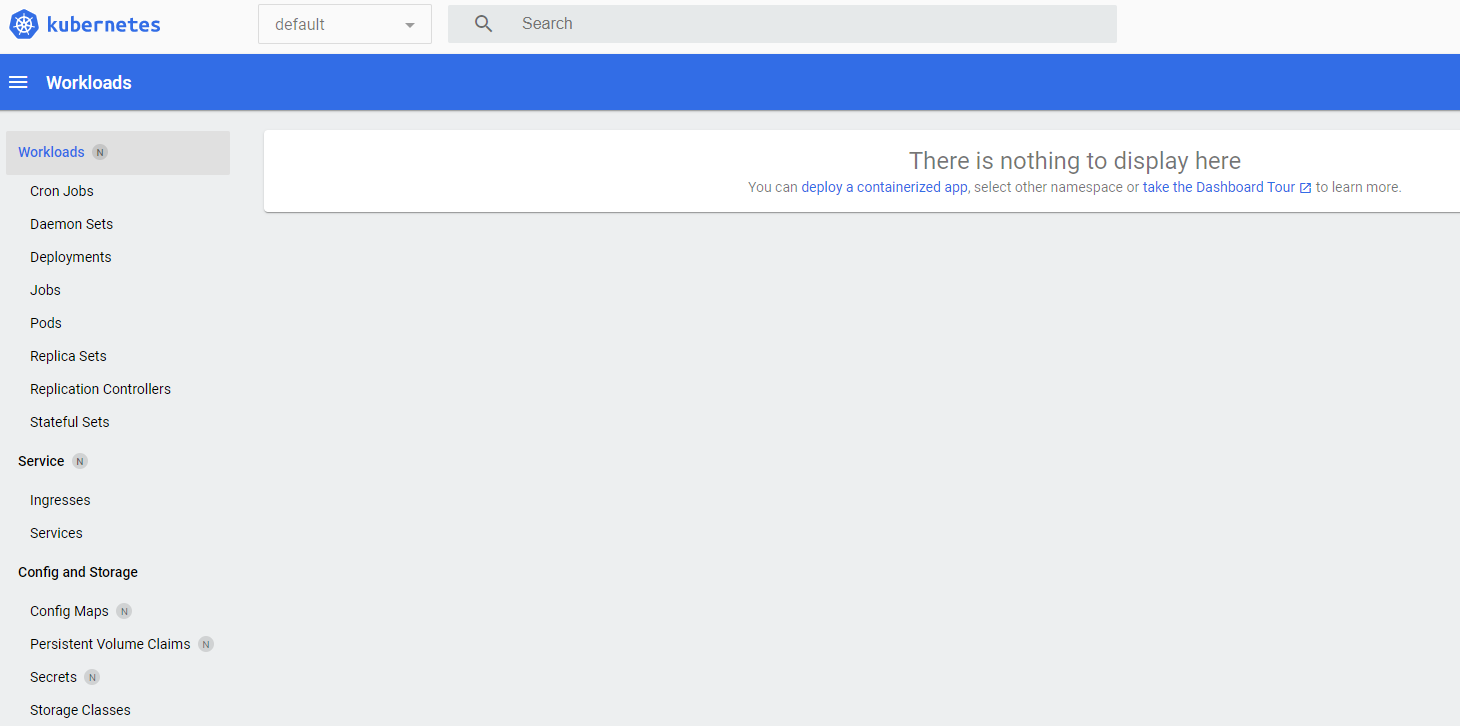 kubernetes
default
Search
Workloads
Workloads N
Cron Jobs
Daemon Sets
Deployments
Jobs
Pods
Replica Sets
Replication Controllers
Stateful Sets
Service N
Ingresses
Services
Config and Storage
Config Maps N
Persistent Volume Claims N
Secrets N
Storage Classes
There is nothing to display here
You can deploy a containerized app, select other namespace or take the Dashboard Tour to learn more.